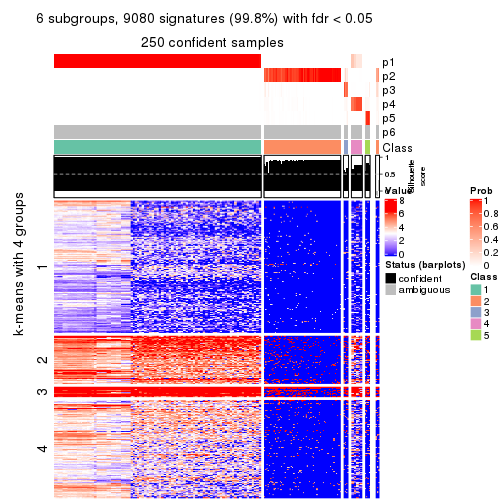 6 subgroups, 9080 signatures (99.8%) with fdr < 0.05
250 confident samples
p1
p2
p3
p4
p5
p6
Class
1
0.5
0
Silhouette
score
k-means with 4 groups
1
2
3
4
Value
8
6
4
2
0
Status (barplots)
confident
ambiguous
Prob
1
0.8
0.6
0.4
0.2
0
Class
1
2
3
4
5